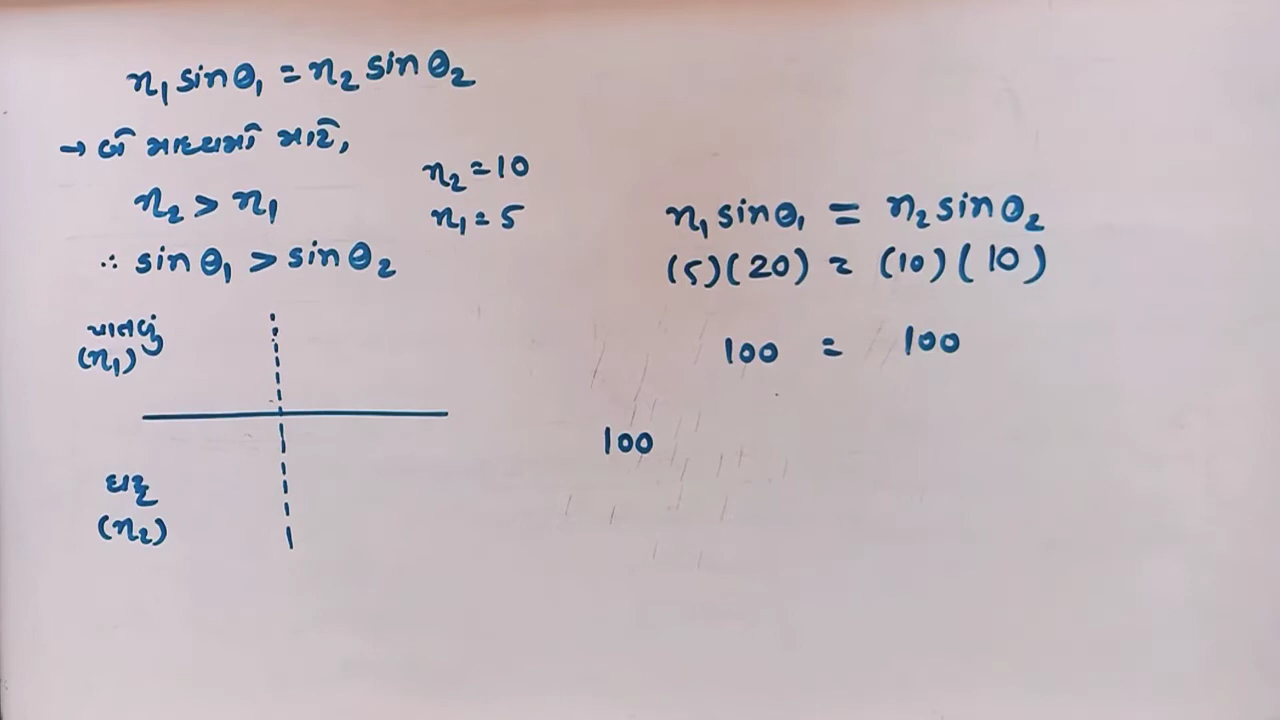 n₁ sinθ₁ = n₂ sinθ₂
→ બે માધ્યમો માટે,
n₂ > n₁
n₂ = 10
n₁ = 5
∴ sinθ₁ > sinθ₂
પાતળું
(n₁)
ઘટ્ટ
(n₂)
n₁ sinθ₁ = n₂ sinθ₂
(5)(20) = (10)(10)
100 = 100
100